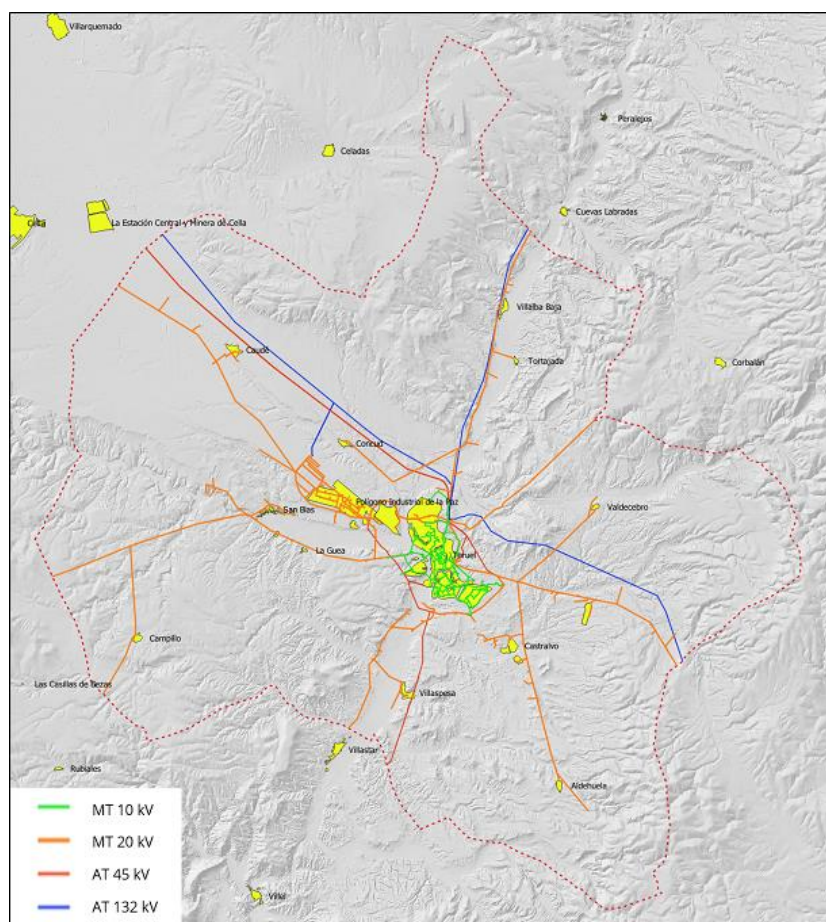 Villarquemado
Peralejos
Celadas
Cuevas Labradas
Cella
La Estación Central y Minera de Cella
Villalba Baja
Caudé
Tortajada
Corbalán
Concud
Polígono Industrial de la Paz
San Blas
Valdecebro
La Guea
Teruel
Campillo
Castralvo
Las Casillas de Bezas
Villaspesa
Villastar
Rubiales
Aldehuela
MT 10 kV
MT 20 kV
AT 45 kV
AT 132 kV
Villel